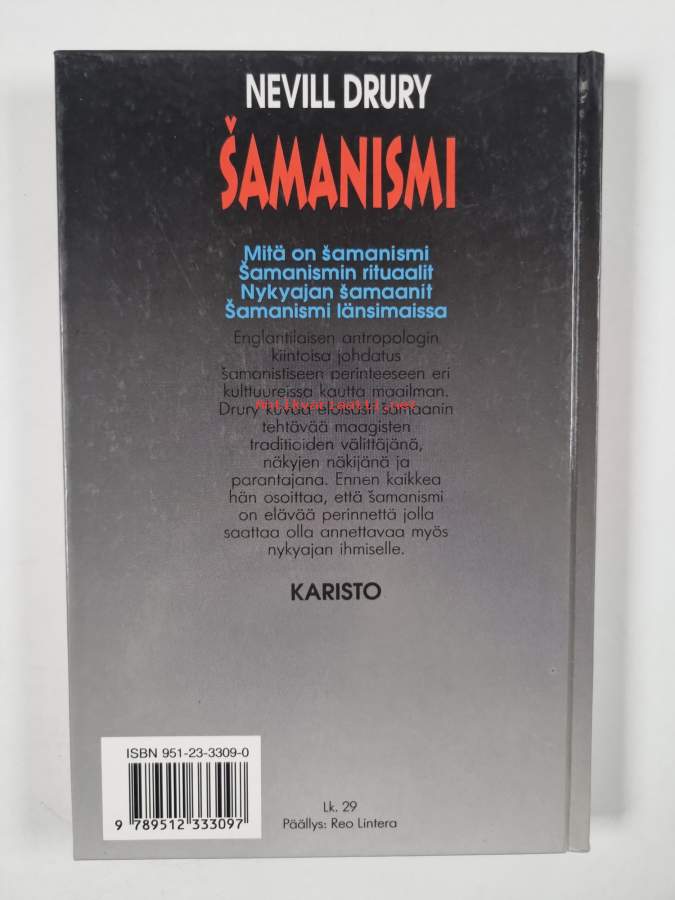 NEVILL DRURY
ŠAMANISMI
Mitä on šamanismi
Šamanismin rituaalit
Nykyajan šamaanit
Šamanismi länsimaissa
Englantilaisen antropologin
kiintoisa johdatus
šamanistiseen perinteeseen eri
kulttuureissa kautta maailman.
Antikvariaatti.net
Drury kuvaa eloisasti šamaanin
tehtävää maagisten
traditioiden välittäjänä,
näkyjen näkijänä ja
parantajana. Ennen kaikkea
hän osoittaa, että šamanismi
on elävää perinnettä jolla
saattaa olla annettavaa myös
nykyajan ihmiselle.
KARISTO
ISBN 951-23-3309-0
9 789512 333097
Lk. 29
Päällys: Reo Lintera